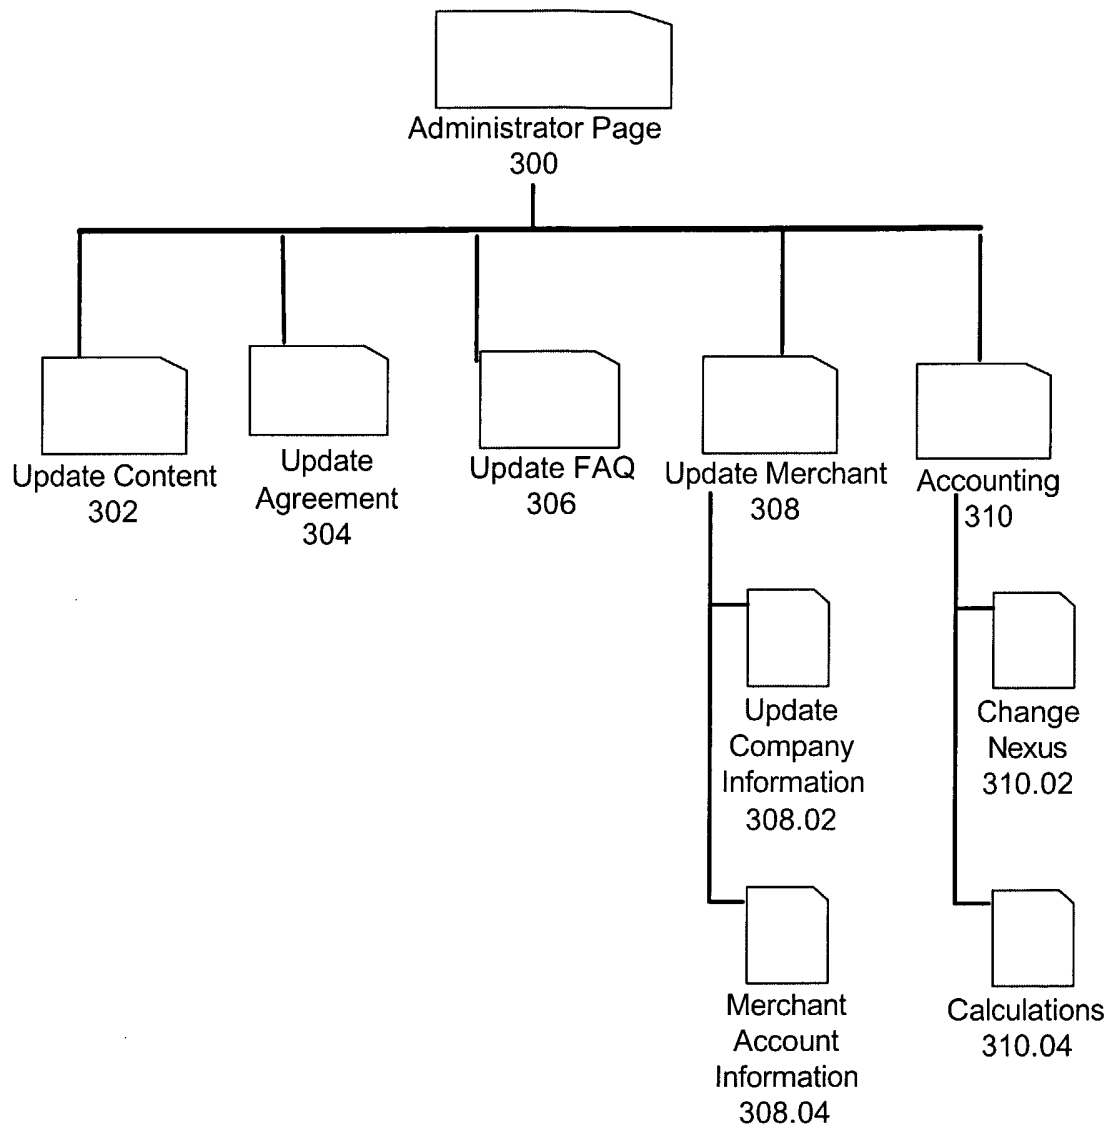 Administrator Page
300
Update Content
302
Update
Agreement
304
Update FAQ
306
Update Merchant
308
Accounting
310
Update
Company
Information
308.02
Change
Nexus
310.02
Merchant
Account
Information
308.04
Calculations
310.04